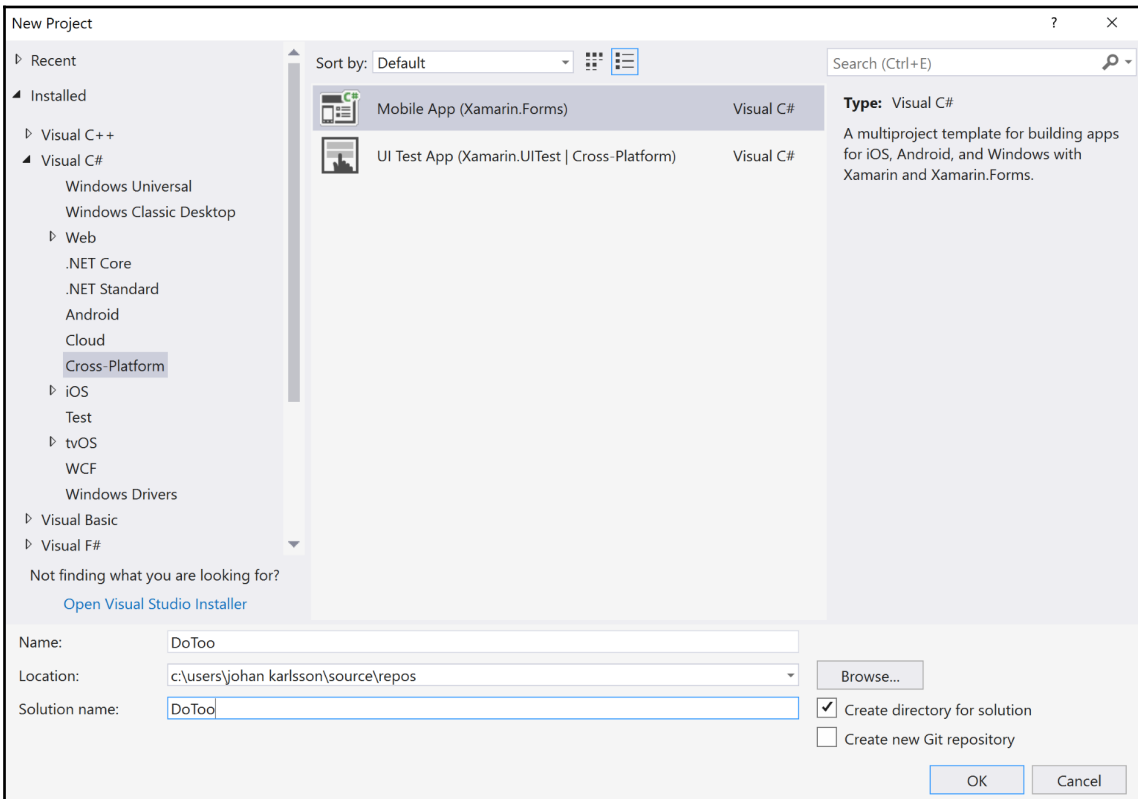 New Project
?
Recent
Installed
Visual C++
Visual C#
Windows Universal
Windows Classic Desktop
Web
.NET Core
.NET Standard
Android
Cloud
Cross-Platform
iOS
Test
tvOS
WCF
Windows Drivers
Visual Basic
Visual F#
Not finding what you are looking for?
Open Visual Studio Installer
Sort by: Default
C#
Mobile App (Xamarin.Forms) Visual C#
UI Test App (Xamarin.UITest | Cross-Platform) Visual C#
Search (Ctrl+E)
Type: Visual C#
A multiproject template for building apps
for iOS, Android, and Windows with
Xamarin and Xamarin.Forms.
Name: DoToo
Location: c:\users\johan karlsson\source\repos Browse...
Solution name: DoToo
Create directory for solution
Create new Git repository
OK Cancel